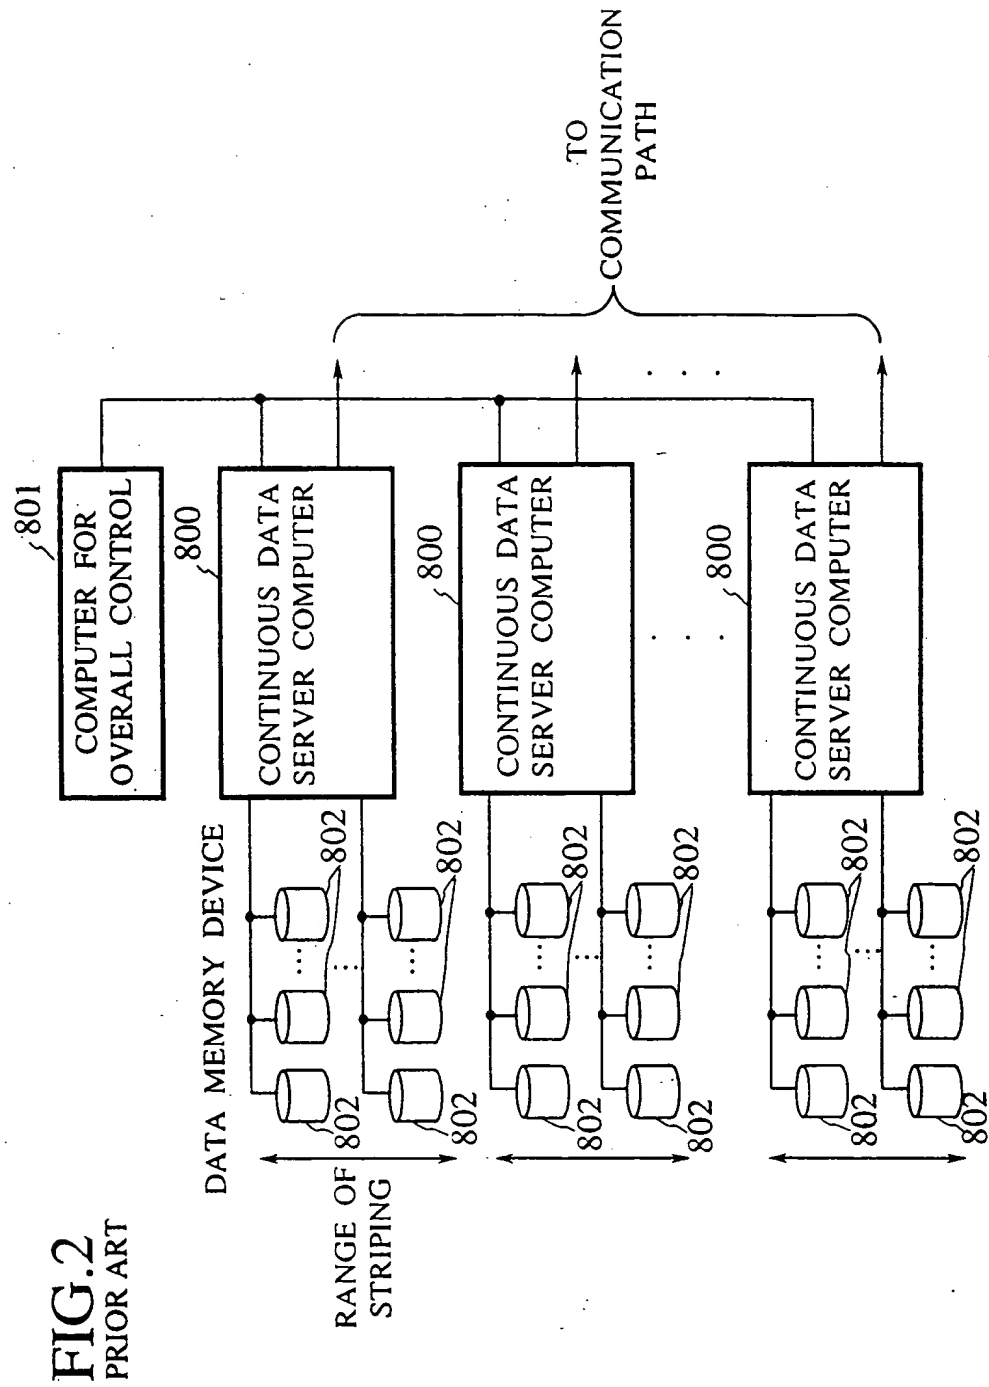 FIG.2
PRIOR ART
801
COMPUTER FOR
OVERALL CONTROL
800
CONTINUOUS DATA
SERVER COMPUTER
800
CONTINUOUS DATA
SERVER COMPUTER
800
CONTINUOUS DATA
SERVER COMPUTER
TO
COMMUNICATION
PATH
DATA MEMORY DEVICE
802
802
802
802
802
802
802
802
802
802
802
802
RANGE OF
STRIPING